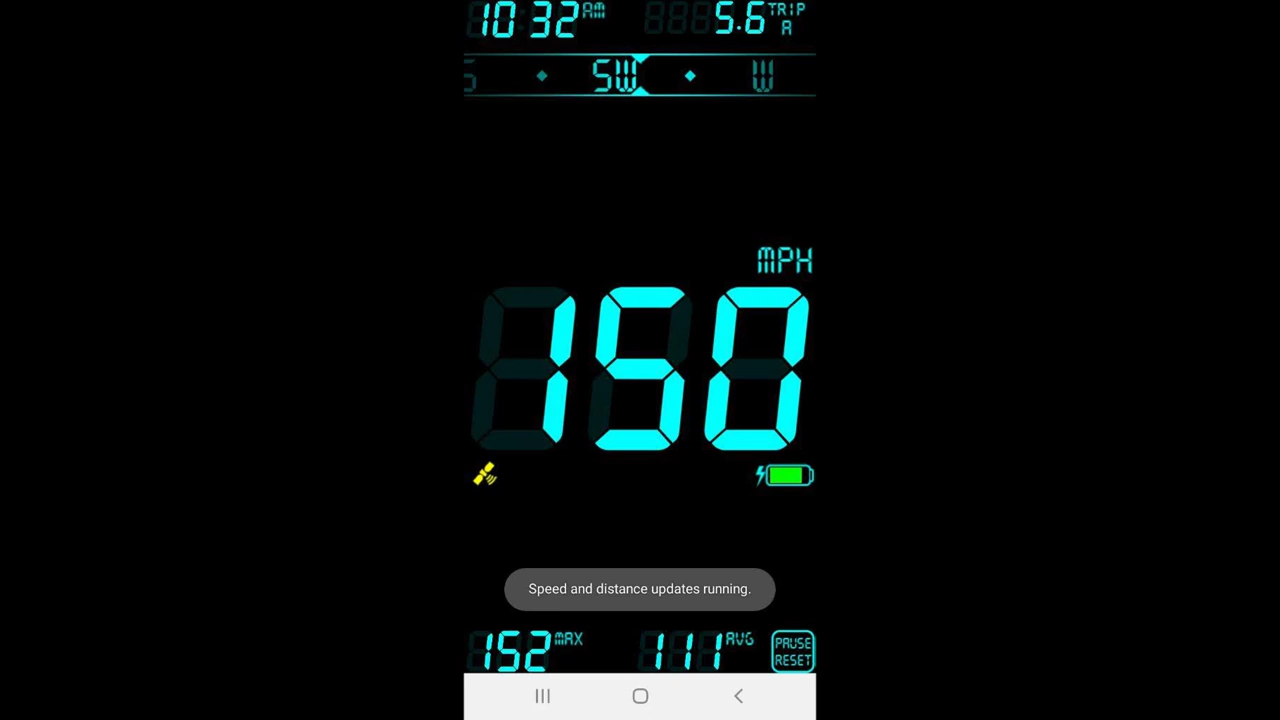 10:32 AM 5.6 TRIP A
S SW W
MPH
150
Speed and distance updates running.
152 MAX 111 AVG PAUSE RESET